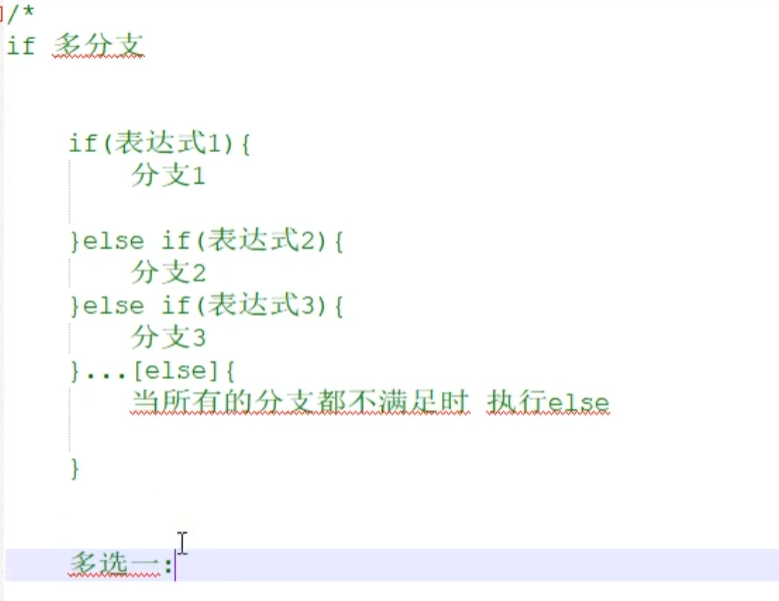 /*
if 多分支
if(表达式1){
分支1
}else if(表达式2){
分支2
}else if(表达式3){
分支3
}...[else]{
当所有的分支都不满足时 执行else
}
多选一: